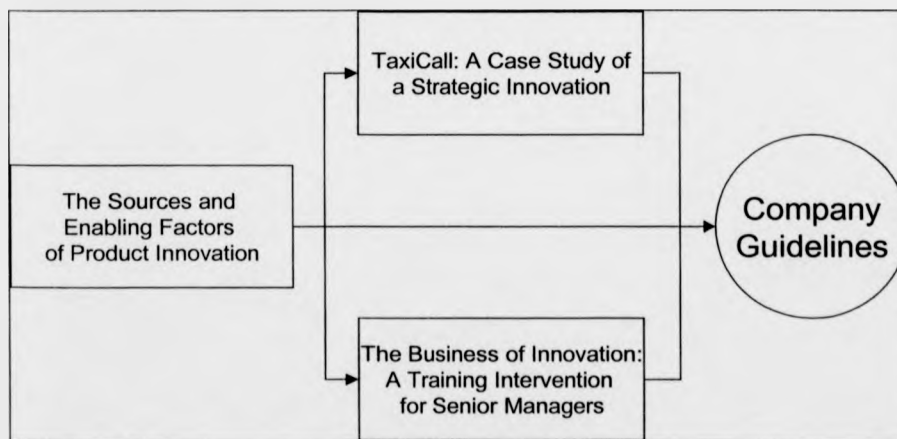 TaxiCall: A Case Study of
a Strategic Innovation
The Sources and
Enabling Factors
of Product Innovation
Company
Guidelines
The Business of Innovation:
A Training Intervention
for Senior Managers